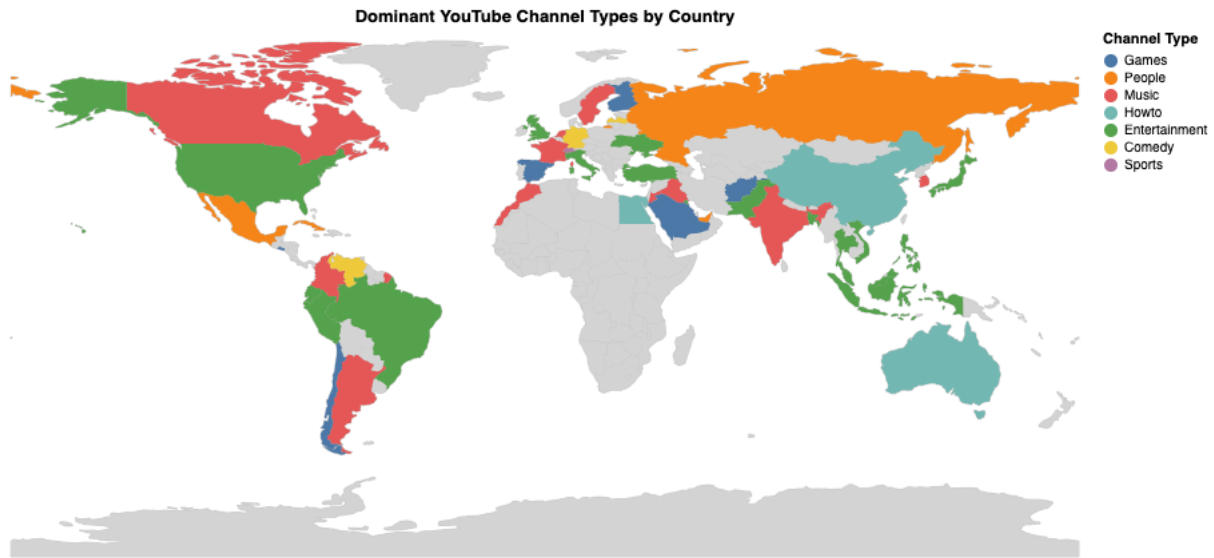 Dominant YouTube Channel Types by Country
Channel Type
Games
People
Music
Howto
Entertainment
Comedy
Sports